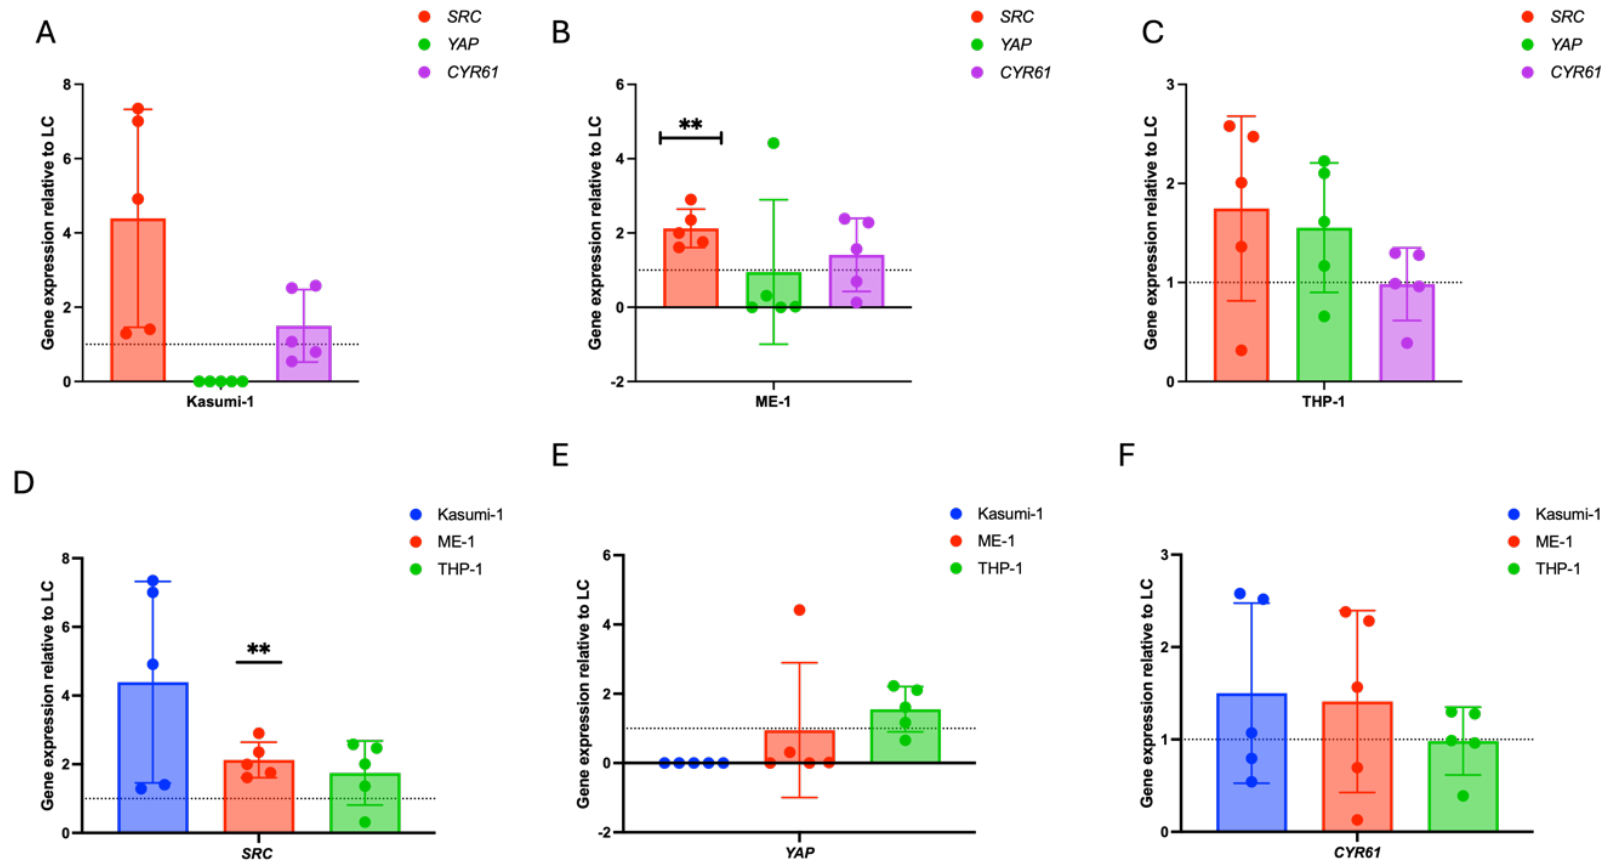 A
SRC
YAP
CYR61
Gene expression relative to LC
8
6
4
2
0
Kasumi-1
B
SRC
YAP
CYR61
Gene expression relative to LC
6
4
2
0
-2
**
ME-1
C
SRC
YAP
CYR61
Gene expression relative to LC
3
2
1
0
THP-1
D
Kasumi-1
ME-1
THP-1
Gene expression relative to LC
8
6
4
2
0
**
SRC
E
Kasumi-1
ME-1
THP-1
Gene expression relative to LC
6
4
2
0
-2
YAP
F
Kasumi-1
ME-1
THP-1
Gene expression relative to LC
3
2
1
0
CYR61